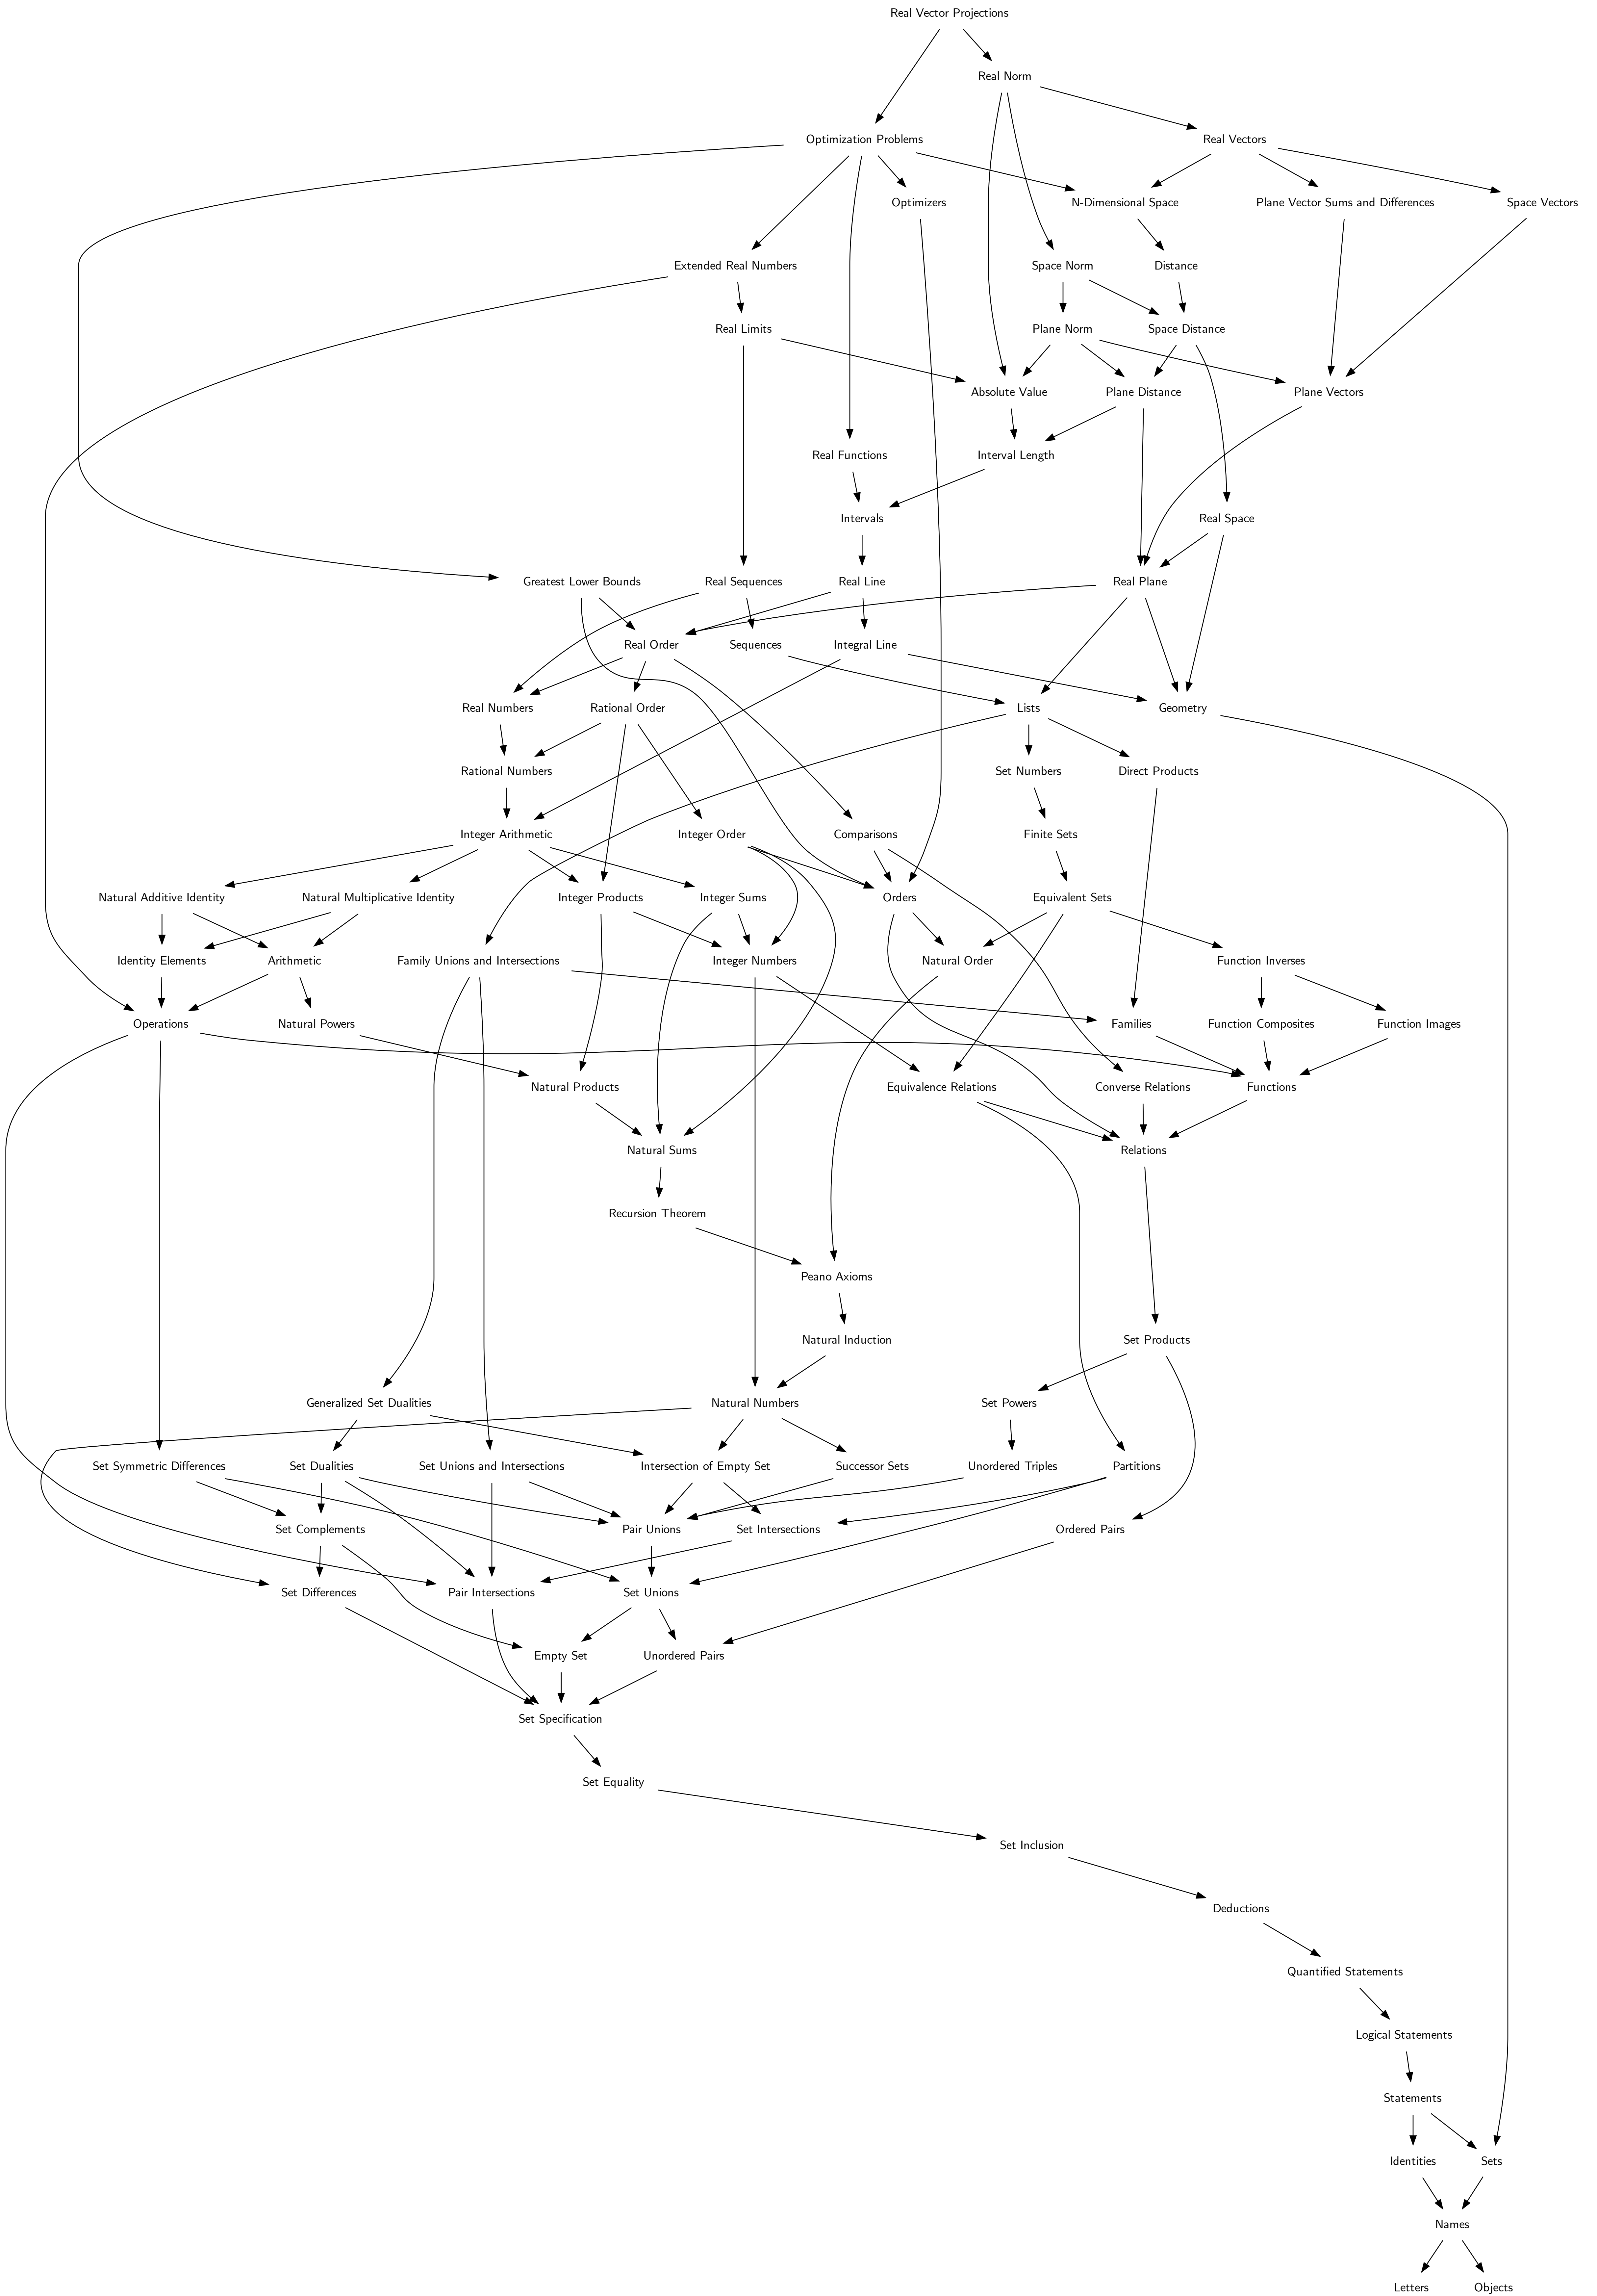 Real Vector Projections
Real Norm
Optimization Problems
Real Vectors
Optimizers
N-Dimensional Space
Plane Vector Sums and Differences
Space Vectors
Extended Real Numbers
Space Norm
Distance
Real Limits
Plane Norm
Space Distance
Absolute Value
Plane Distance
Plane Vectors
Real Functions
Interval Length
Intervals
Real Space
Greatest Lower Bounds
Real Sequences
Real Line
Real Plane
Real Order
Sequences
Integral Line
Real Numbers
Rational Order
Lists
Geometry
Rational Numbers
Set Numbers
Direct Products
Integer Arithmetic
Integer Order
Comparisons
Finite Sets
Natural Additive Identity
Natural Multiplicative Identity
Integer Products
Integer Sums
Orders
Equivalent Sets
Identity Elements
Arithmetic
Family Unions and Intersections
Integer Numbers
Natural Order
Function Inverses
Operations
Natural Powers
Families
Function Composites
Function Images
Natural Products
Equivalence Relations
Converse Relations
Functions
Natural Sums
Relations
Recursion Theorem
Peano Axioms
Natural Induction
Set Products
Generalized Set Dualities
Natural Numbers
Set Powers
Set Symmetric Differences
Set Dualities
Set Unions and Intersections
Intersection of Empty Set
Successor Sets
Unordered Triples
Partitions
Set Complements
Pair Unions
Set Intersections
Ordered Pairs
Set Differences
Pair Intersections
Set Unions
Empty Set
Unordered Pairs
Set Specification
Set Equality
Set Inclusion
Deductions
Quantified Statements
Logical Statements
Statements
Identities
Sets
Names
Letters
Objects